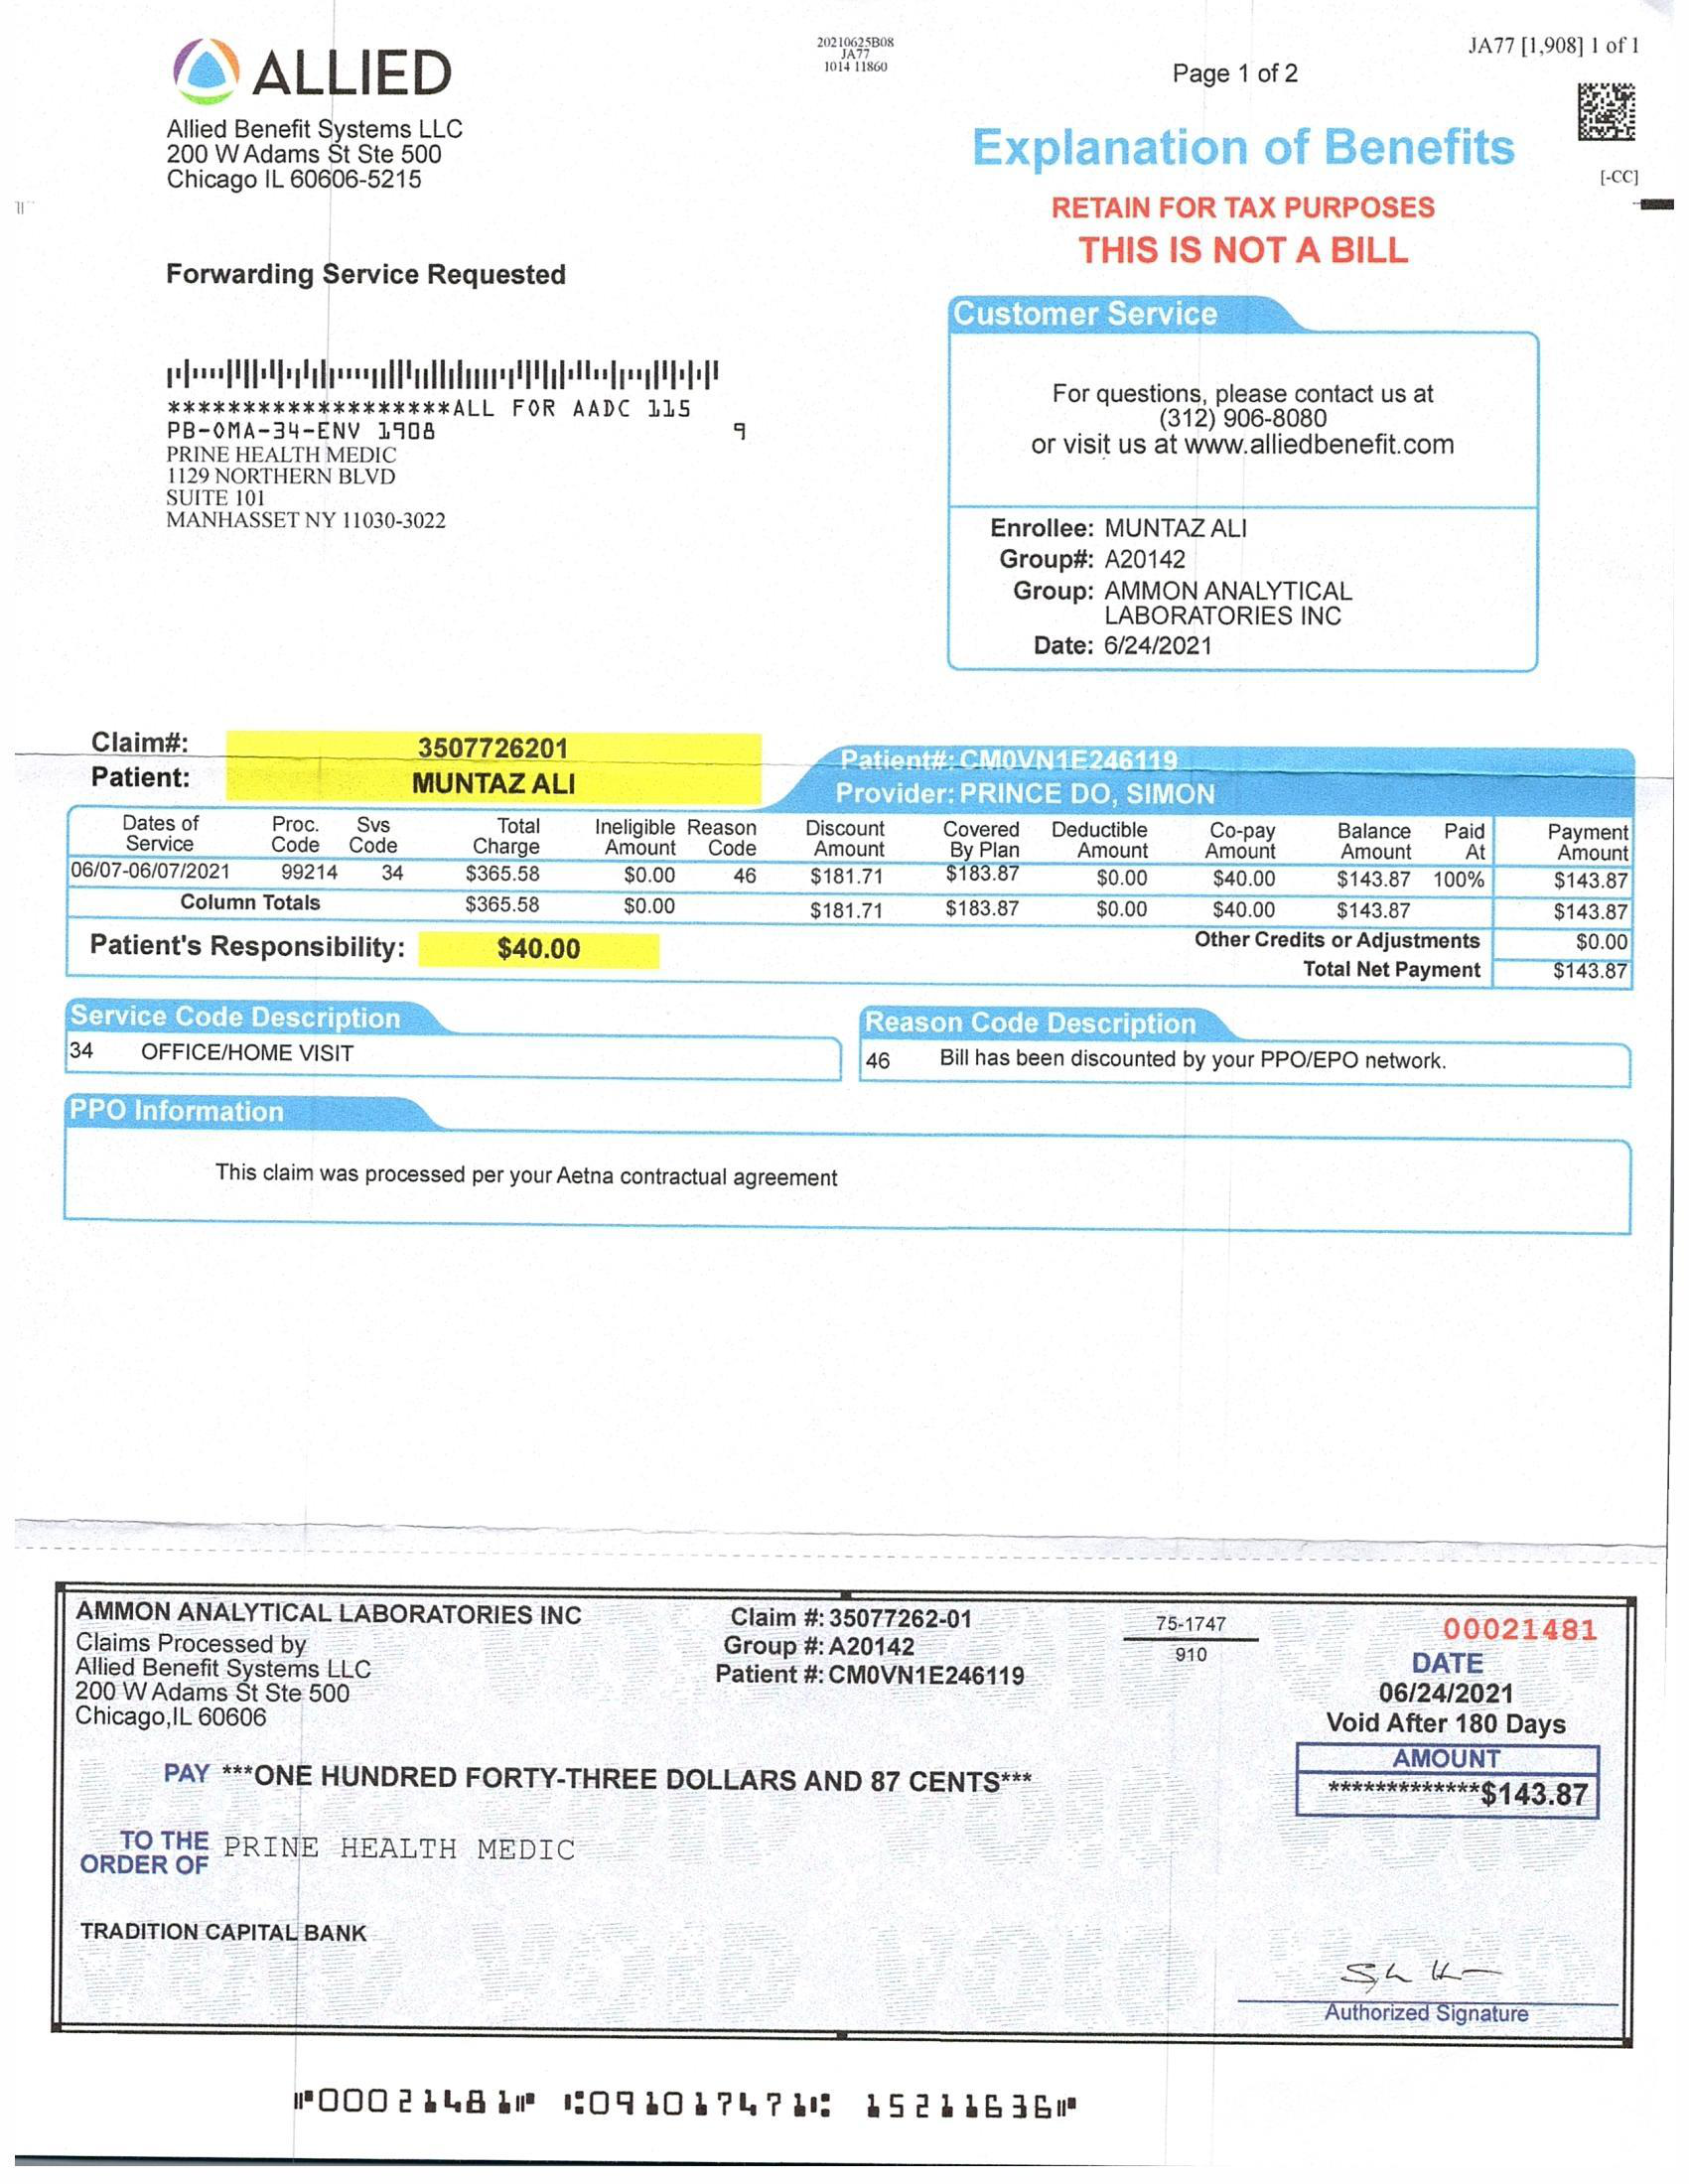 ALLIED
Allied Benefit Systems LLC
200 W Adams St Ste 500
Chicago IL 60606-5215
20210625B08
JA77
1014 11860
JA77 [1,908] 1 of 1
Page 1 of 2
Explanation of Benefits
[-CC]
RETAIN FOR TAX PURPOSES
THIS IS NOT A BILL
Forwarding Service Requested
*******************ALL FOR AADC 115
PB-OMA-34-ENV 1908 9
PRINE HEALTH MEDIC
1129 NORTHERN BLVD
SUITE 101
MANHASSET NY 11030-3022
Customer Service
For questions, please contact us at
(312) 906-8080
or visit us at www.alliedbenefit.com
Enrollee: MUNTAZ ALI
Group#: A20142
Group: AMMON ANALYTICAL
LABORATORIES INC
Date: 6/24/2021
Claim#: 3507726201
Patient: MUNTAZ ALI
Patient#: CM0VN1E246119
Provider: PRINCE DO, SIMON
Dates of Service Proc. Code Svs Code Total Charge Ineligible Amount Reason Code Discount Amount Covered By Plan Deductible Amount Co-pay Amount Balance Amount Paid At Payment Amount
06/07-06/07/2021 99214 34 $365.58 $0.00 46 $181.71 $183.87 $0.00 $40.00 $143.87 100% $143.87
Column Totals $365.58 $0.00 $181.71 $183.87 $0.00 $40.00 $143.87 $143.87
Patient's Responsibility: $40.00
Other Credits or Adjustments $0.00
Total Net Payment $143.87
Service Code Description
34 OFFICE/HOME VISIT
Reason Code Description
46 Bill has been discounted by your PPO/EPO network.
PPO Information
This claim was processed per your Aetna contractual agreement
AMMON ANALYTICAL LABORATORIES INC
Claims Processed by
Allied Benefit Systems LLC
200 W Adams St Ste 500
Chicago,IL 60606
Claim #: 35077262-01
Group #: A20142
Patient #: CM0VN1E246119
75-1747
910
00021481
DATE
06/24/2021
Void After 180 Days
AMOUNT
*************$143.87
PAY ***ONE HUNDRED FORTY-THREE DOLLARS AND 87 CENTS***
TO THE
ORDER OF PRINE HEALTH MEDIC
TRADITION CAPITAL BANK
VOID VOID VOID VOID
Authorized Signature
⑈00021481⑈ ⑆091017471⑆ 15211636⑈